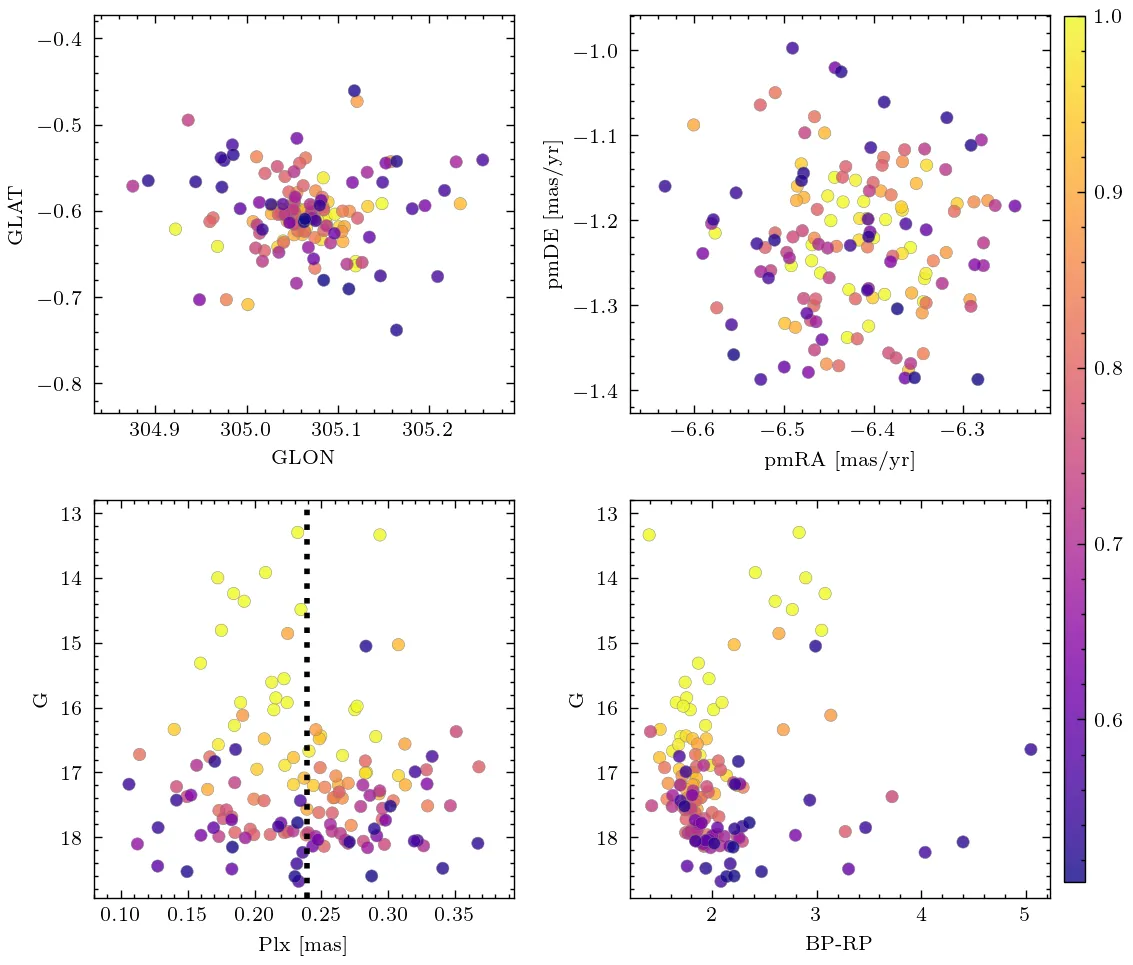 −0.4
−0.5
−0.6
−0.7
−0.8
GLAT
304.9 305.0 305.1 305.2
GLON
−1.0
−1.1
−1.2
−1.3
−1.4
pmDE [mas/yr]
−6.6 −6.5 −6.4 −6.3
pmRA [mas/yr]
1.0
0.9
0.8
0.7
0.6
13
14
15
16
17
18
G
0.10 0.15 0.20 0.25 0.30 0.35
Plx [mas]
13
14
15
16
17
18
G
2 3 4 5
BP-RP